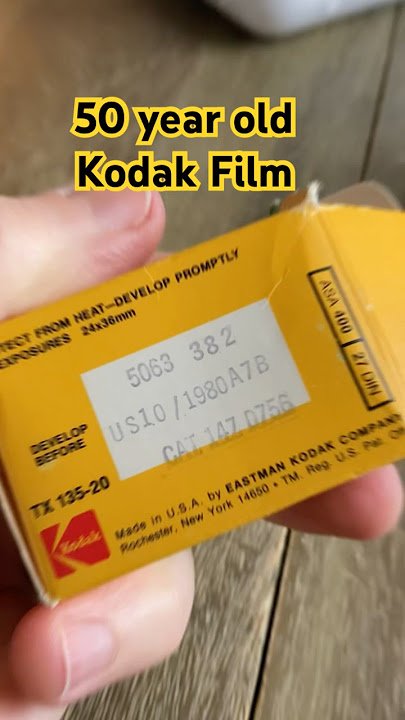 50 year old
Kodak Film
TECT FROM HEAT—DEVELOP PROMPTLY
EXPOSURES 24x36mm
ASA 400
27 DIN
5063 382
US10/1980A7B
CAT 147 0756
DEVELOP
BEFORE
TX 135-20
Kodak
Made in U.S.A. by EASTMAN KODAK COMPANY
Rochester, New York 14650 • TM. Reg. U.S. Pat. Of